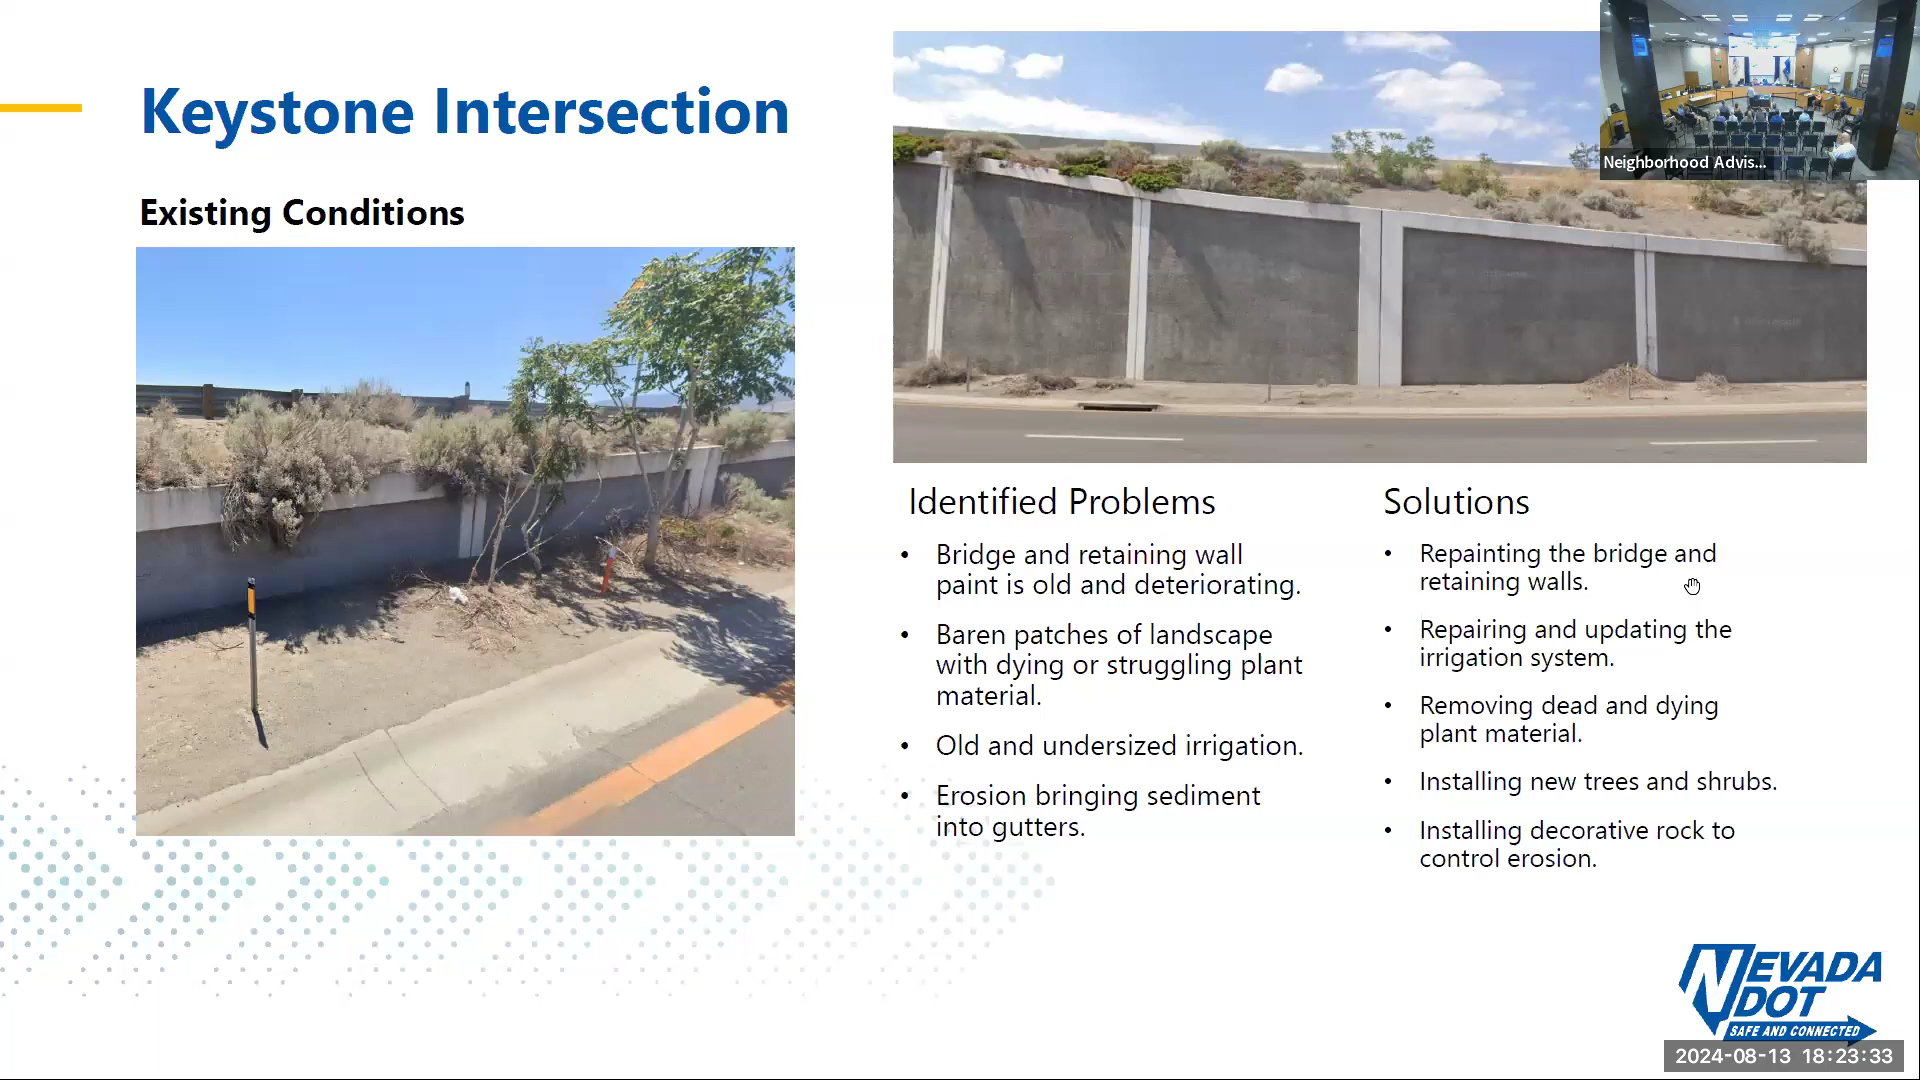 Keystone Intersection
Existing Conditions
Neighborhood Advis...
Identified Problems
• Bridge and retaining wall
paint is old and deteriorating.
• Baren patches of landscape
with dying or struggling plant
material.
• Old and undersized irrigation.
• Erosion bringing sediment
into gutters.
Solutions
• Repainting the bridge and
retaining walls.
• Repairing and updating the
irrigation system.
• Removing dead and dying
plant material.
• Installing new trees and shrubs.
• Installing decorative rock to
control erosion.
NEVADA
DOT
SAFE AND CONNECTED
2024-08-13 18:23:33